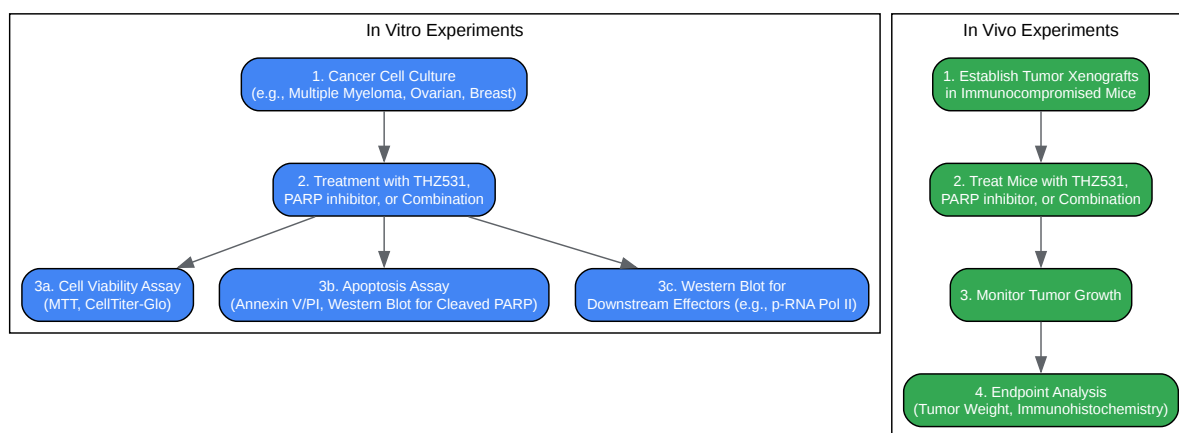 In Vitro Experiments
1. Cancer Cell Culture
(e.g., Multiple Myeloma, Ovarian, Breast)
2. Treatment with THZ531,
PARP inhibitor, or Combination
3a. Cell Viability Assay
(MTT, CellTiter-Glo)
3b. Apoptosis Assay
(Annexin V/PI, Western Blot for Cleaved PARP)
3c. Western Blot for
Downstream Effectors (e.g., p-RNA Pol II)
In Vivo Experiments
1. Establish Tumor Xenografts
in Immunocompromised Mice
2. Treat Mice with THZ531,
PARP inhibitor, or Combination
3. Monitor Tumor Growth
4. Endpoint Analysis
(Tumor Weight, Immunohistochemistry)